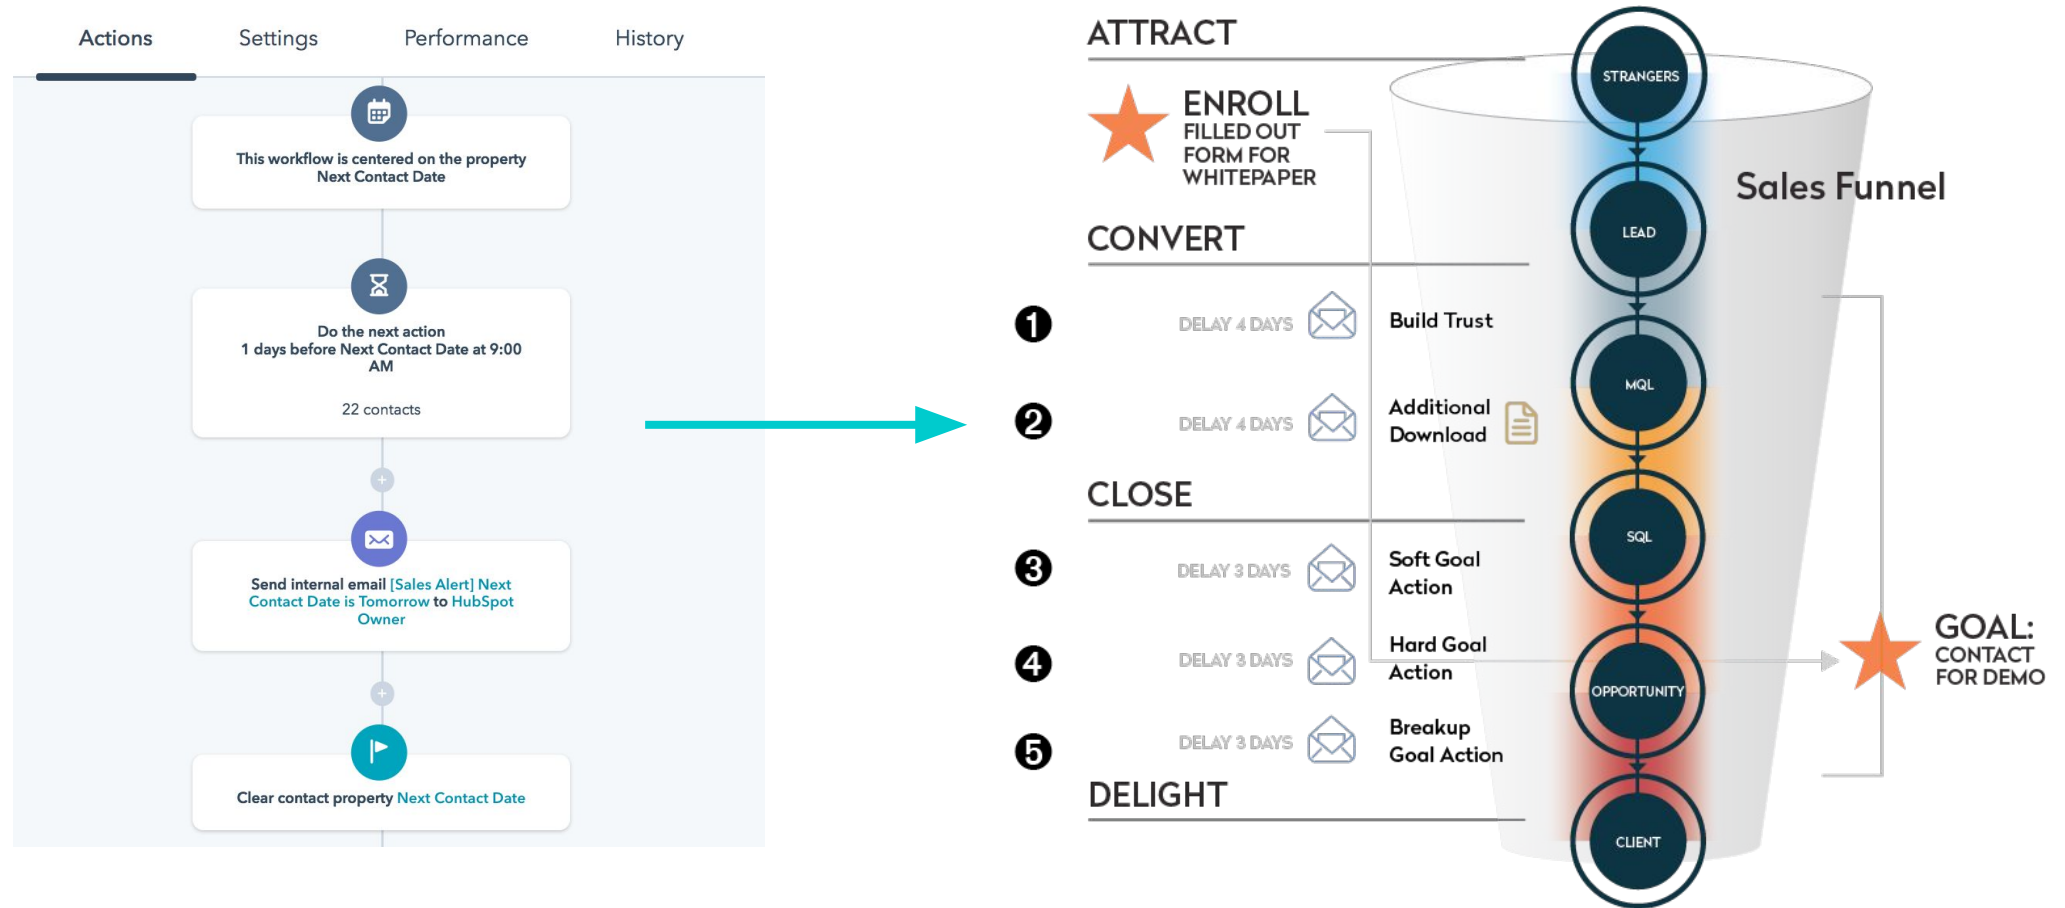 Actions
Settings
Performance
History
This workflow is centered on the property
Next Contact Date
Do the next action
1 days before Next Contact Date at 9:00
AM
22 contacts
Send internal email [Sales Alert] Next
Contact Date is Tomorrow to HubSpot
Owner
Clear contact property Next Contact Date
ATTRACT
ENROLL
FILLED OUT
FORM FOR
WHITEPAPER
CONVERT
1
DELAY 4 DAYS
Build Trust
2
DELAY 4 DAYS
Additional
Download
CLOSE
3
DELAY 3 DAYS
Soft Goal
Action
4
DELAY 3 DAYS
Hard Goal
Action
5
DELAY 3 DAYS
Breakup
Goal Action
DELIGHT
Sales Funnel
STRANGERS
LEAD
MQL
SQL
OPPORTUNITY
CLIENT
GOAL:
CONTACT
FOR DEMO